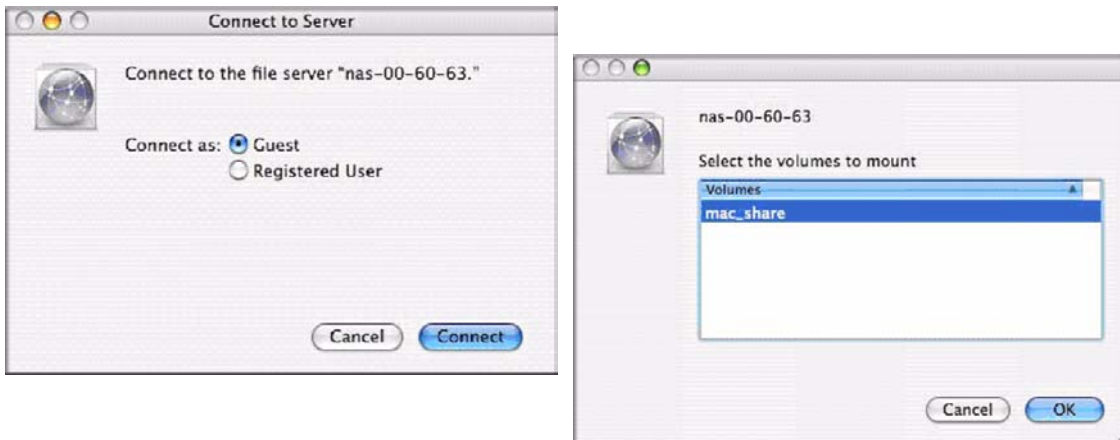 Connect to Server
Connect to the file server "nas-00-60-63."
Connect as: Guest
Registered User
Cancel Connect
nas-00-60-63
Select the volumes to mount
Volumes
mac_share
Cancel OK